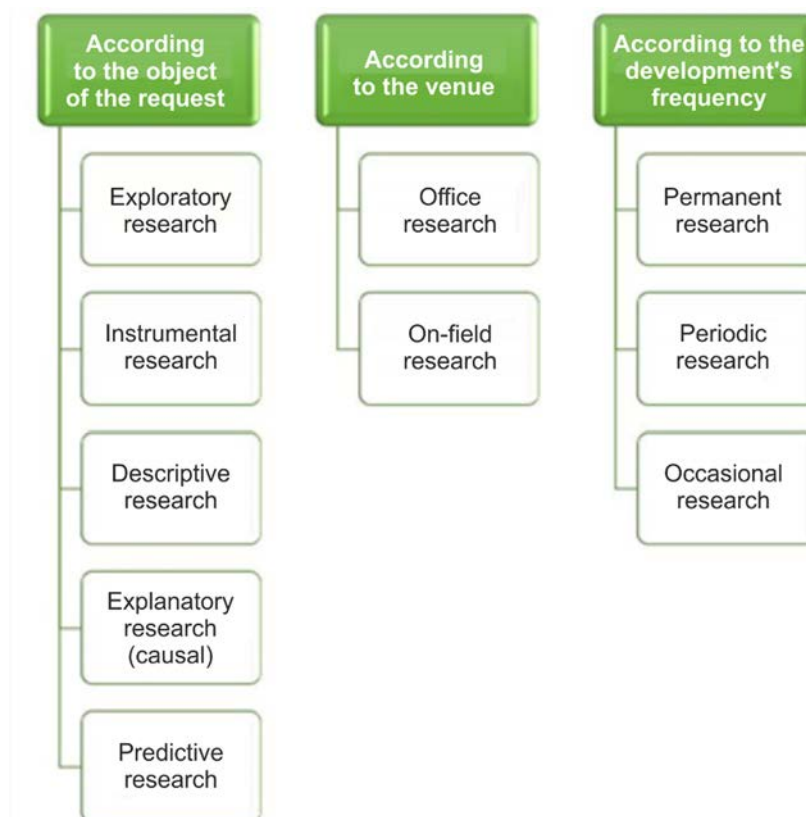 According
to the object
of the request
Exploratory
research
Instrumental
research
Descriptive
research
Explanatory
research
(causal)
Predictive
research
According
to the venue
Office
research
On-field
research
According to the
development's
frequency
Permanent
research
Periodic
research
Occasional
research